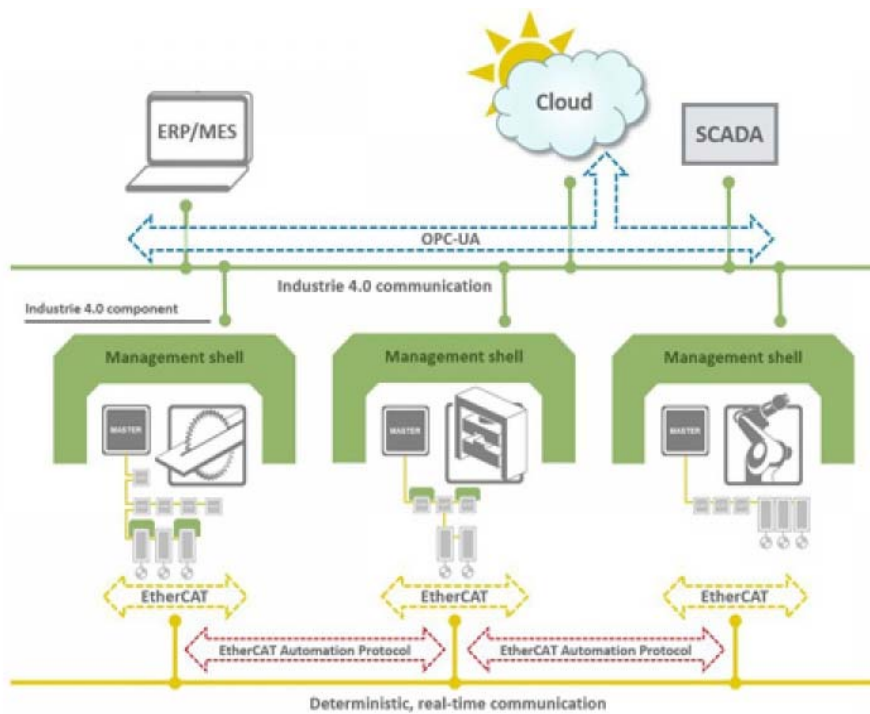 Cloud
ERP/MES
SCADA
OPC-UA
Industrie 4.0 communication
Industrie 4.0 component
Management shell
Management shell
Management shell
MASTER
MASTER
MASTER
EtherCAT
EtherCAT
EtherCAT
EtherCAT Automation Protocol
EtherCAT Automation Protocol
Deterministic, real-time communication